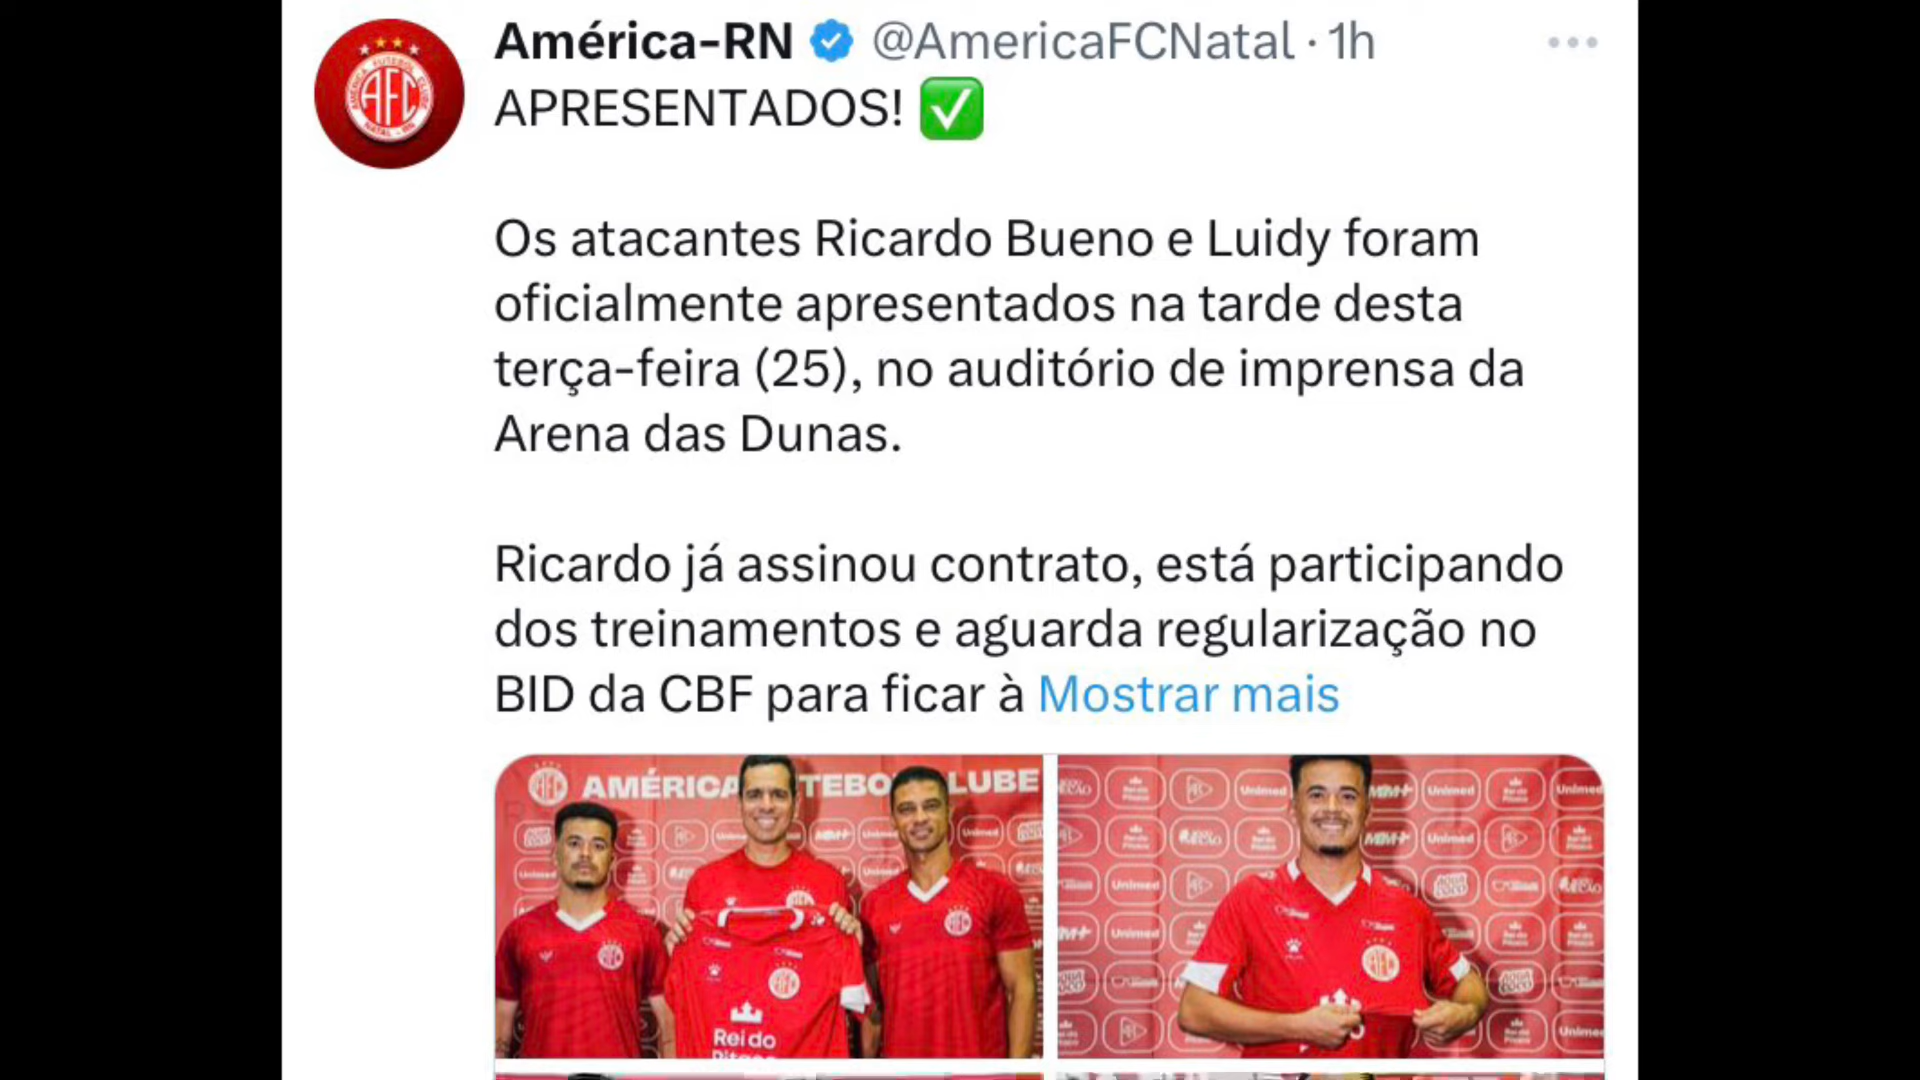 América-RN @AmericaFCNatal · 1h
APRESENTADOS! ✅
Os atacantes Ricardo Bueno e Luidy foram
oficialmente apresentados na tarde desta
terça-feira (25), no auditório de imprensa da
Arena das Dunas.
Ricardo já assinou contrato, está participando
dos treinamentos e aguarda regularização no
BID da CBF para ficar à Mostrar mais
AFC
AMÉRICA
LUBE
Unimed
Rei do